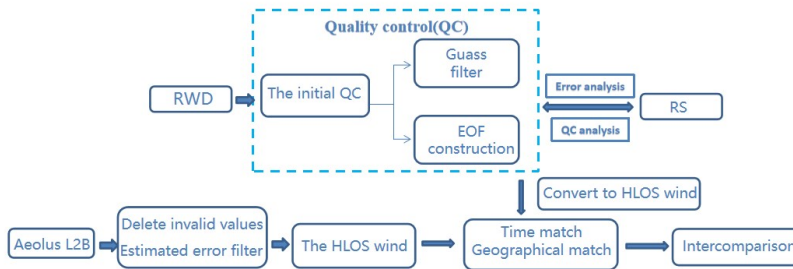 Quality control(QC)
Guass
filter
Error analysis
RWD
The initial QC
RS
QC analysis
EOF
construction
Convert to HLOS wind
Aeolus L2B
Delete invalid values
Estimated error filter
The HLOS wind
Time match
Geographical match
Intercomparison